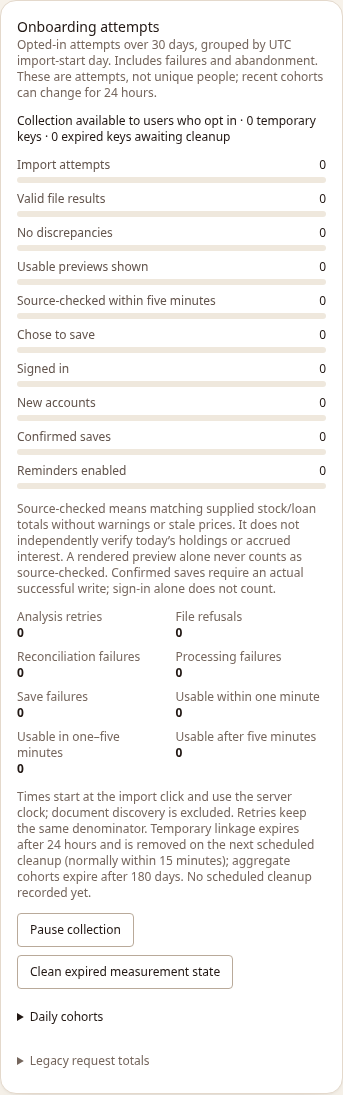 Onboarding attempts
Opted-in attempts over 30 days, grouped by UTC
import-start day. Includes failures and abandonment.
These are attempts, not unique people; recent cohorts
can change for 24 hours.
Collection available to users who opt in · 0 temporary
keys · 0 expired keys awaiting cleanup
Import attempts 0
Valid file results 0
No discrepancies 0
Usable previews shown 0
Source-checked within five minutes 0
Chose to save 0
Signed in 0
New accounts 0
Confirmed saves 0
Reminders enabled 0
Source-checked means matching supplied stock/loan
totals without warnings or stale prices. It does not
independently verify today’s holdings or accrued
interest. A rendered preview alone never counts as
source-checked. Confirmed saves require an actual
successful write; sign-in alone does not count.
Analysis retries
0
File refusals
0
Reconciliation failures
0
Processing failures
0
Save failures
0
Usable within one minute
0
Usable in one–five
minutes
0
Usable after five minutes
0
Times start at the import click and use the server
clock; document discovery is excluded. Retries keep
the same denominator. Temporary linkage expires
after 24 hours and is removed on the next scheduled
cleanup (normally within 15 minutes); aggregate
cohorts expire after 180 days. No scheduled cleanup
recorded yet.
Pause collection
Clean expired measurement state
Daily cohorts
Legacy request totals